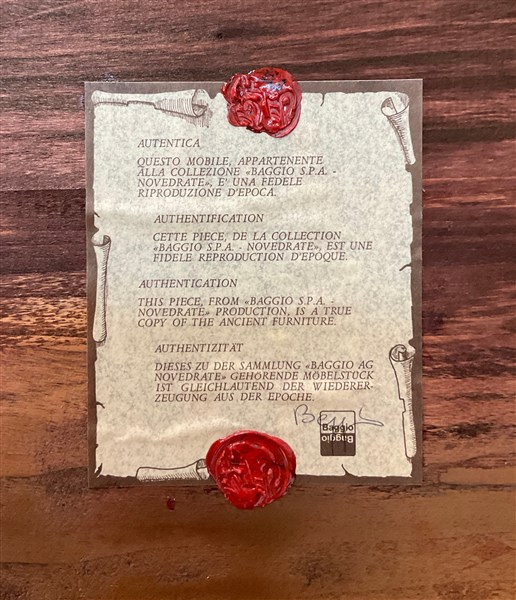 AUTENTICA
QUESTO MOBILE, APPARTENENTE
ALLA COLLEZIONE «BAGGIO S.P.A. -
NOVEDRATE», E' UNA FEDELE
RIPRODUZIONE D'EPOCA.
AUTHENTIFICATION
CETTE PIECE, DE LA COLLECTION
«BAGGIO S.P.A. - NOVEDRATE», EST UNE
FIDELE REPRODUCTION D'EPOQUE.
AUTHENTICATION
THIS PIECE, FROM «BAGGIO S.P.A. -
NOVEDRATE» PRODUCTION, IS A TRUE
COPY OF THE ANCIENT FURNITURE.
AUTHENTIZITÄT
DIESES ZU DER SAMMLUNG «BAGGIO AG
NOVEDRATE» GEHÖRENDE MÖBELSTÜCK
IST GLEICHLAUTEND DER WIEDERER-
ZEUGUNG AUS DER EPOCHE.
Baggio
Baggio